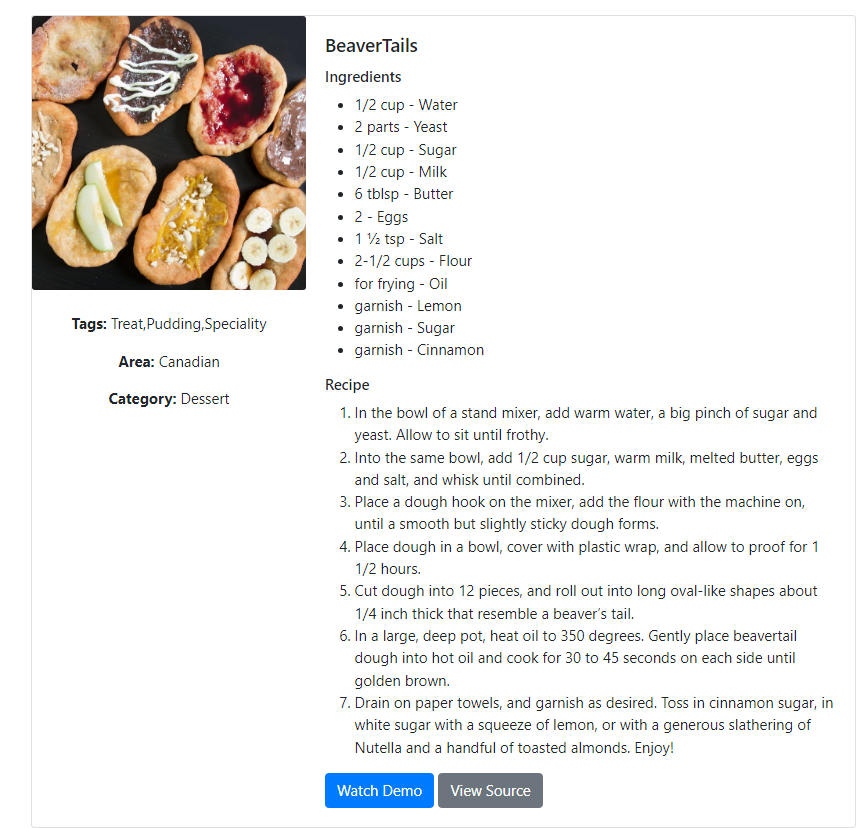 BeaverTails
Ingredients
1/2 cup - Water
2 parts - Yeast
1/2 cup - Sugar
1/2 cup - Milk
6 tblsp - Butter
2 - Eggs
1 ½ tsp - Salt
2-1/2 cups - Flour
for frying - Oil
garnish - Lemon
garnish - Sugar
garnish - Cinnamon
Tags: Treat,Pudding,Speciality
Area: Canadian
Category: Dessert
Recipe
1. In the bowl of a stand mixer, add warm water, a big pinch of sugar and
yeast. Allow to sit until frothy.
2. Into the same bowl, add 1/2 cup sugar, warm milk, melted butter, eggs
and salt, and whisk until combined.
3. Place a dough hook on the mixer, add the flour with the machine on,
until a smooth but slightly sticky dough forms.
4. Place dough in a bowl, cover with plastic wrap, and allow to proof for 1
1/2 hours.
5. Cut dough into 12 pieces, and roll out into long oval-like shapes about
1/4 inch thick that resemble a beaver’s tail.
6. In a large, deep pot, heat oil to 350 degrees. Gently place beavertail
dough into hot oil and cook for 30 to 45 seconds on each side until
golden brown.
7. Drain on paper towels, and garnish as desired. Toss in cinnamon sugar, in
white sugar with a squeeze of lemon, or with a generous slathering of
Nutella and a handful of toasted almonds. Enjoy!
Watch Demo
View Source